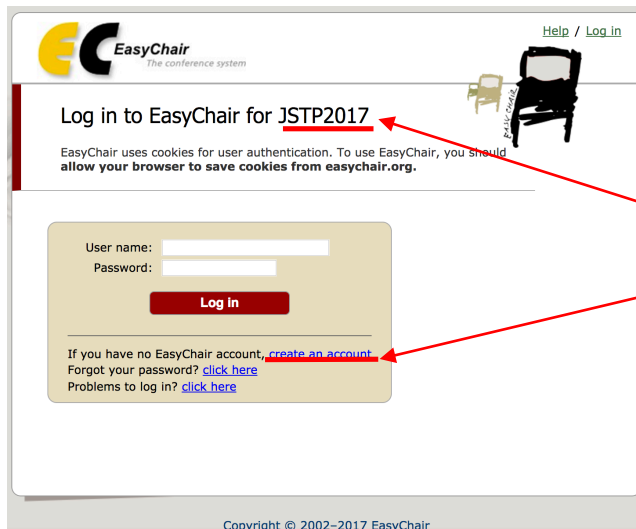 EC EasyChair
The conference system
Help / Log in
EASY CHAIR
Log in to EasyChair for JSTP2017
EasyChair uses cookies for user authentication. To use EasyChair, you should
allow your browser to save cookies from easychair.org.
User name:
Password:
Log in
If you have no EasyChair account, create an account
Forgot your password? click here
Problems to log in? click here
Copyright © 2002–2017 EasyChair